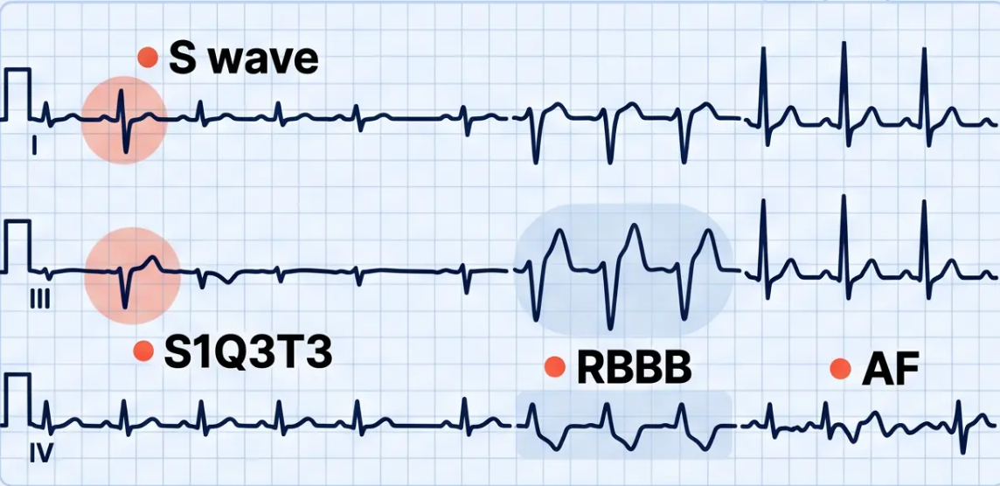 S wave
I
III
S1Q3T3
RBBB
AF
IV